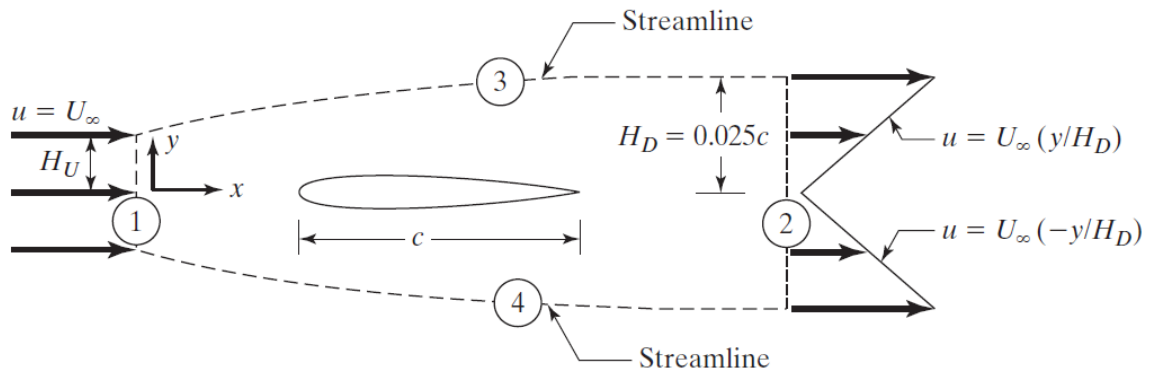 Streamline
3
u = U∞
H_U
y
x
H_D = 0.025c
u = U∞ (y/H_D)
1
c
2
u = U∞ (−y/H_D)
4
Streamline